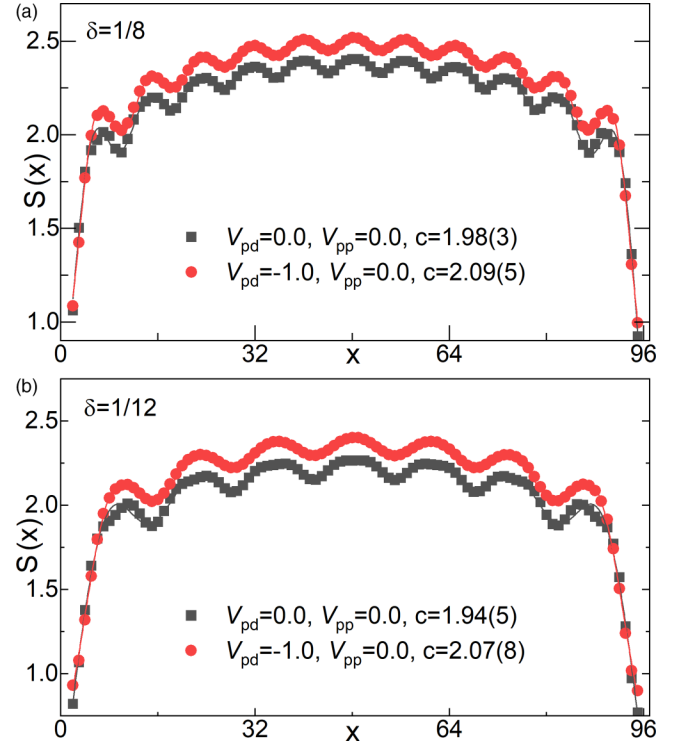 (a)
δ=1/8
2.5
2.0
1.5
1.0
S(x)
V_pd=0.0, V_pp=0.0, c=1.98(3)
V_pd=-1.0, V_pp=0.0, c=2.09(5)
0 32 64 96
x
(b)
δ=1/12
2.5
2.0
1.5
1.0
S(x)
V_pd=0.0, V_pp=0.0, c=1.94(5)
V_pd=-1.0, V_pp=0.0, c=2.07(8)
0 32 64 96
x